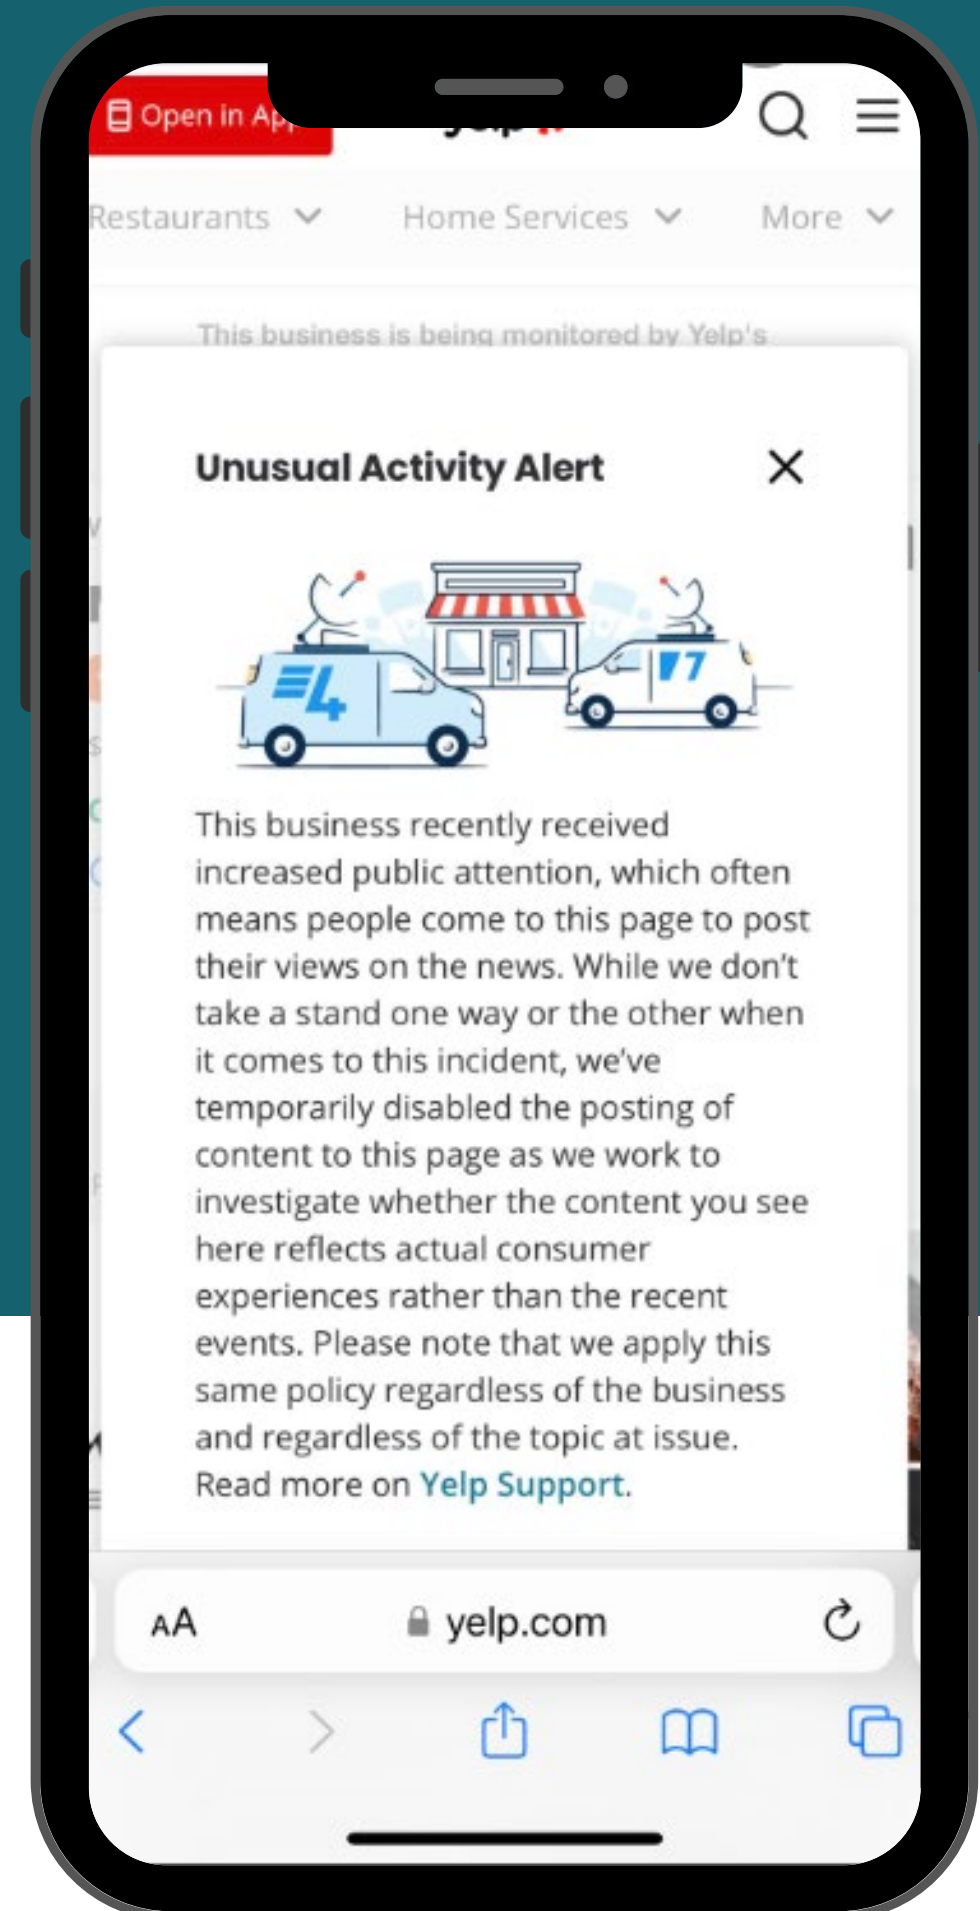 Open in Ap
yelp
Restaurants
Home Services
More
This business is being monitored by Yelp's
Unusual Activity Alert
4
7
This business recently received
increased public attention, which often
means people come to this page to post
their views on the news. While we don't
take a stand one way or the other when
it comes to this incident, we've
temporarily disabled the posting of
content to this page as we work to
investigate whether the content you see
here reflects actual consumer
experiences rather than the recent
events. Please note that we apply this
same policy regardless of the business
and regardless of the topic at issue.
Read more on Yelp Support.
AA
yelp.com